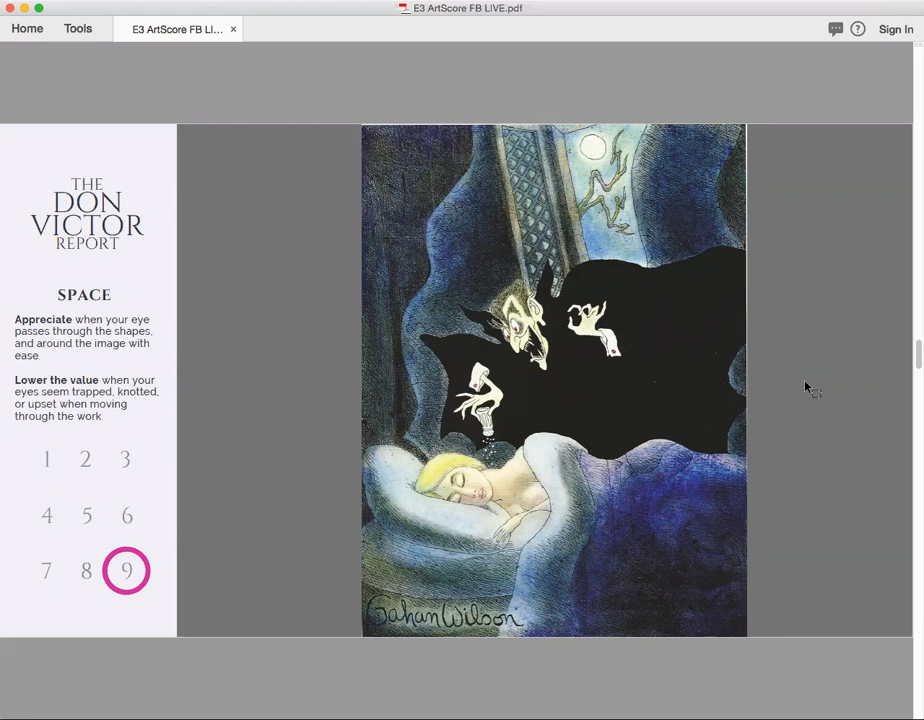 E3 ArtScore FB LIVE.pdf
Home
Tools
E3 ArtScore FB LI...
×
?
Sign In
THE
DON
VICTOR
REPORT
SPACE
Appreciate when your eye
passes through the shapes,
and around the image with
ease.
Lower the value when your
eyes seem trapped, knotted,
or upset when moving
through the work.
1 2 3
4 5 6
7 8 9
Gahan Wilson